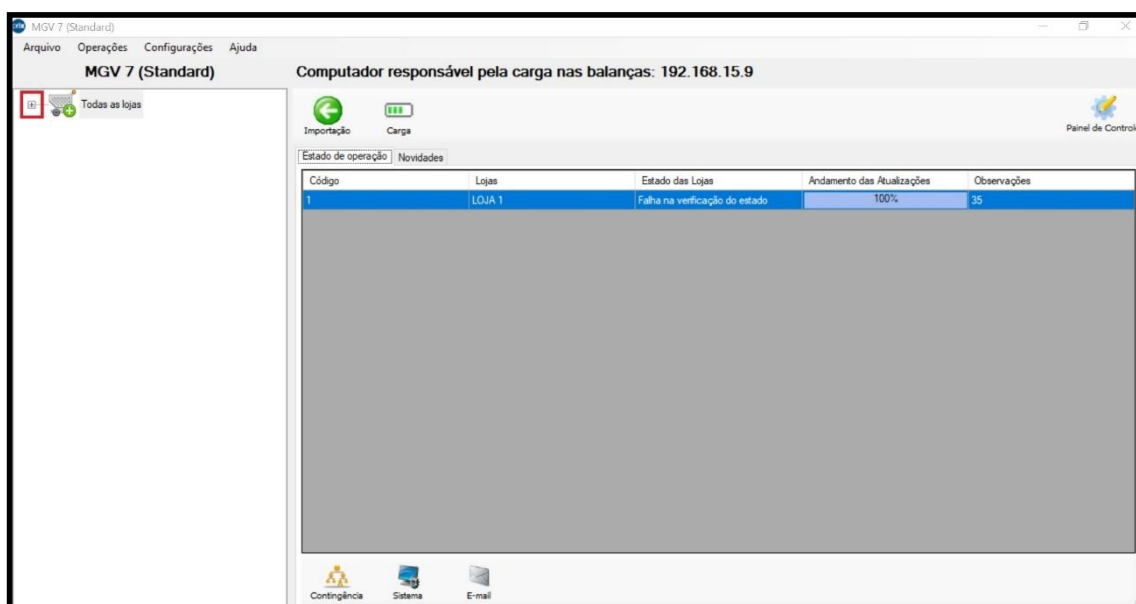 MGV 7 (Standard)
Arquivo Operações Configurações Ajuda
MGV 7 (Standard) Computador responsável pela carga nas balanças: 192.168.15.9
Todas as lojas
Importação Carga Painel de Controle
Estado de operação Novidades
Código Lojas Estado das Lojas Andamento das Atualizações Observações
1 LOJA 1 Falha na verificação do estado 100% 35
Contingência Sistema E-mail